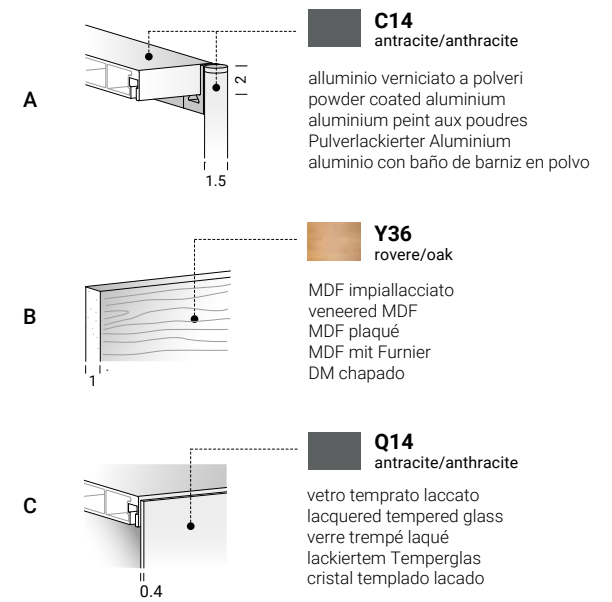 A
2
1.5
C14
antracite/anthracite
alluminio verniciato a polveri
powder coated aluminium
aluminium peint aux poudres
Pulverlackierter Aluminium
aluminio con baño de barniz en polvo
B
1
Y36
rovere/oak
MDF impiallacciato
veneered MDF
MDF plaqué
MDF mit Furnier
DM chapado
C
0.4
Q14
antracite/anthracite
vetro temprato laccato
lacquered tempered glass
verre trempé laqué
lackiertem Temperglas
cristal templado lacado